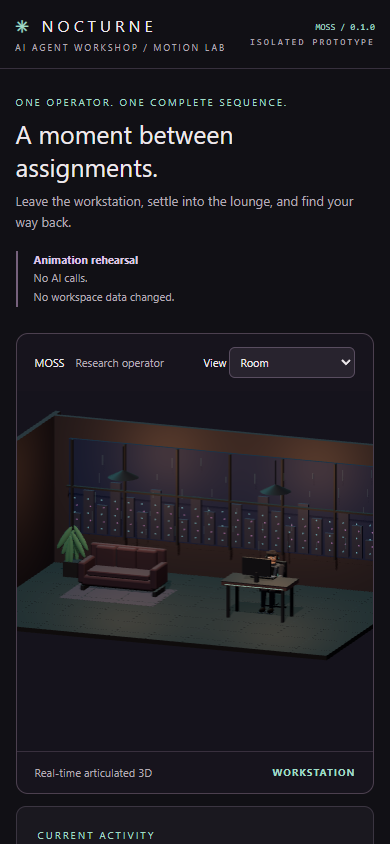 ✳ NOCTURNE
AI AGENT WORKSHOP / MOTION LAB
MOSS / 0.1.0
ISOLATED PROTOTYPE
ONE OPERATOR. ONE COMPLETE SEQUENCE.
A moment between
assignments.
Leave the workstation, settle into the lounge, and find your
way back.
Animation rehearsal
No AI calls.
No workspace data changed.
MOSS Research operator
View Room
Real-time articulated 3D
WORKSTATION
CURRENT ACTIVITY